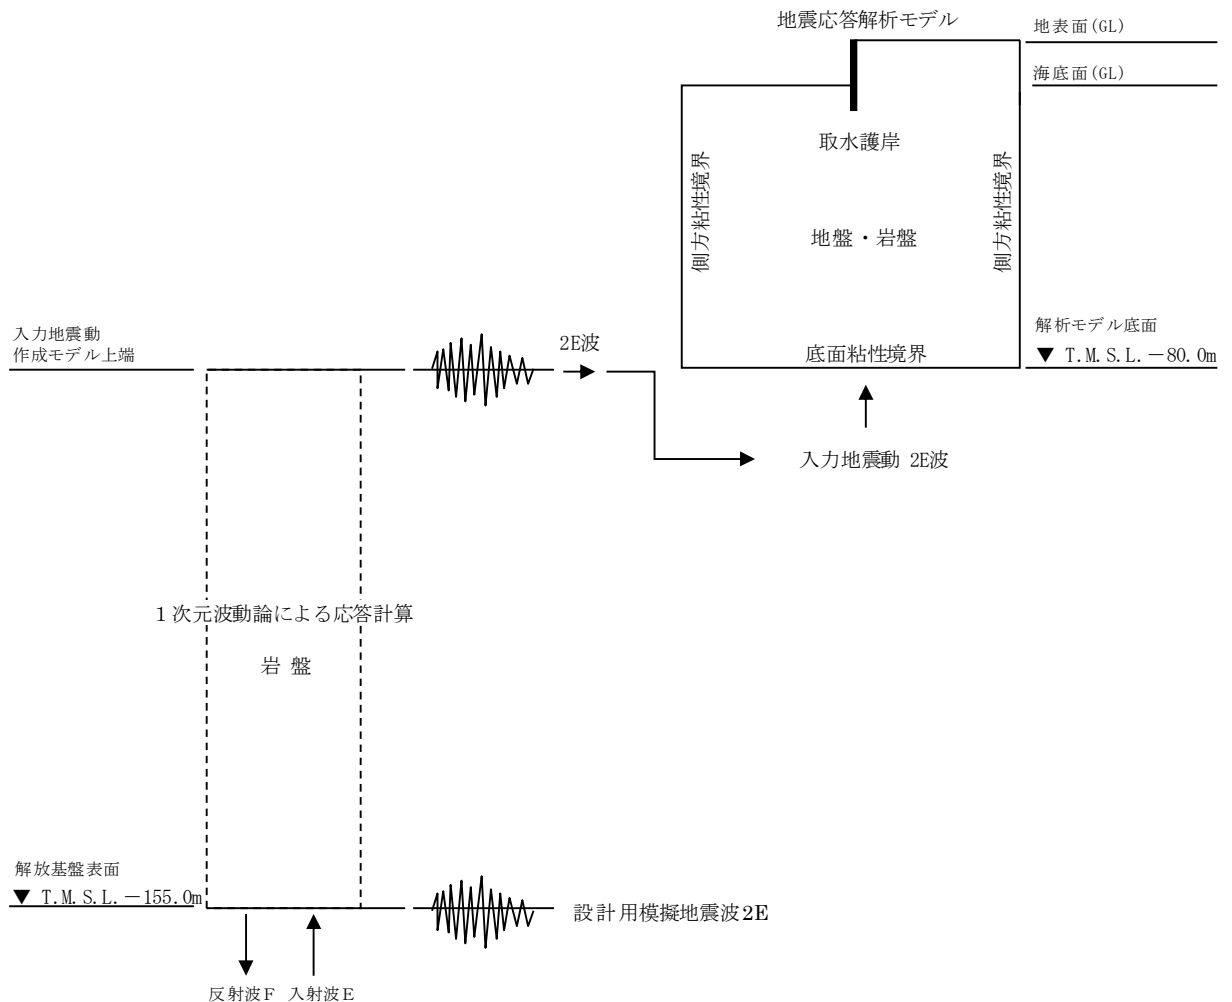 地震応答解析モデル
地表面(GL)
海底面(GL)
取水護岸
側方粘性境界
側方粘性境界
地盤・岩盤
入力地震動
作成モデル上端
2E波
解析モデル底面
▼ T.M.S.L.－80.0m
底面粘性境界
入力地震動 2E波
1次元波動論による応答計算
岩 盤
解放基盤表面
▼ T.M.S.L.－155.0m
設計用模擬地震波2E
反射波F 入射波E